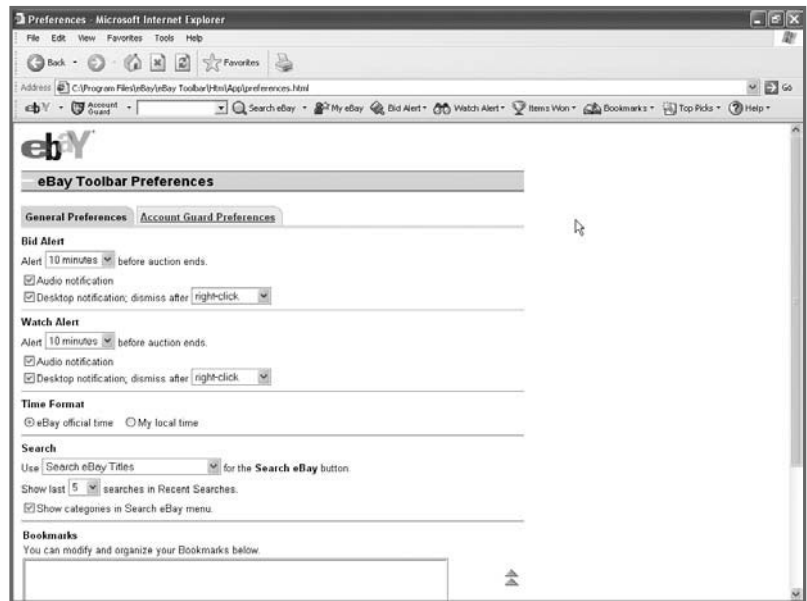 Preferences - Microsoft Internet Explorer
File Edit View Favorites Tools Help
Back Favorites
Address C:\Program Files\eBay\eBay Toolbar\Html\App\preferences.html Go
ebY Account Guard Search eBay My eBay Bid Alert Watch Alert Items Won Bookmarks Top Picks Help
ebaY
eBay Toolbar Preferences
General Preferences Account Guard Preferences
Bid Alert
Alert 10 minutes before auction ends.
Audio notification
Desktop notification; dismiss after right-click
Watch Alert
Alert 10 minutes before auction ends.
Audio notification
Desktop notification; dismiss after right-click
Time Format
eBay official time My local time
Search
Use Search eBay Titles for the Search eBay button.
Show last 5 searches in Recent Searches.
Show categories in Search eBay menu.
Bookmarks
You can modify and organize your Bookmarks below.